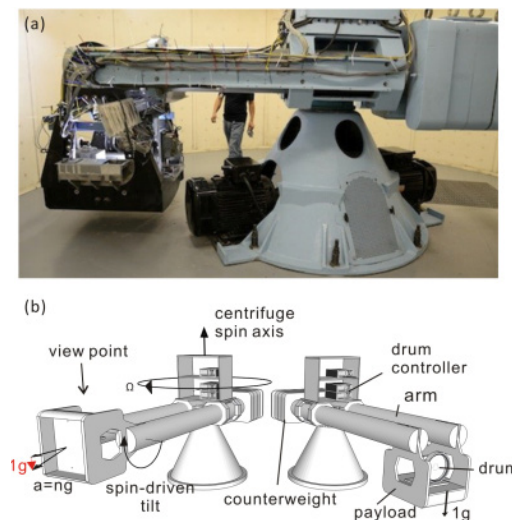 (a)
(b)
centrifuge
spin axis
view point
drum
controller
Ω
arm
1g
a=ng
spin-driven
tilt
counterweight
payload
drum
1g